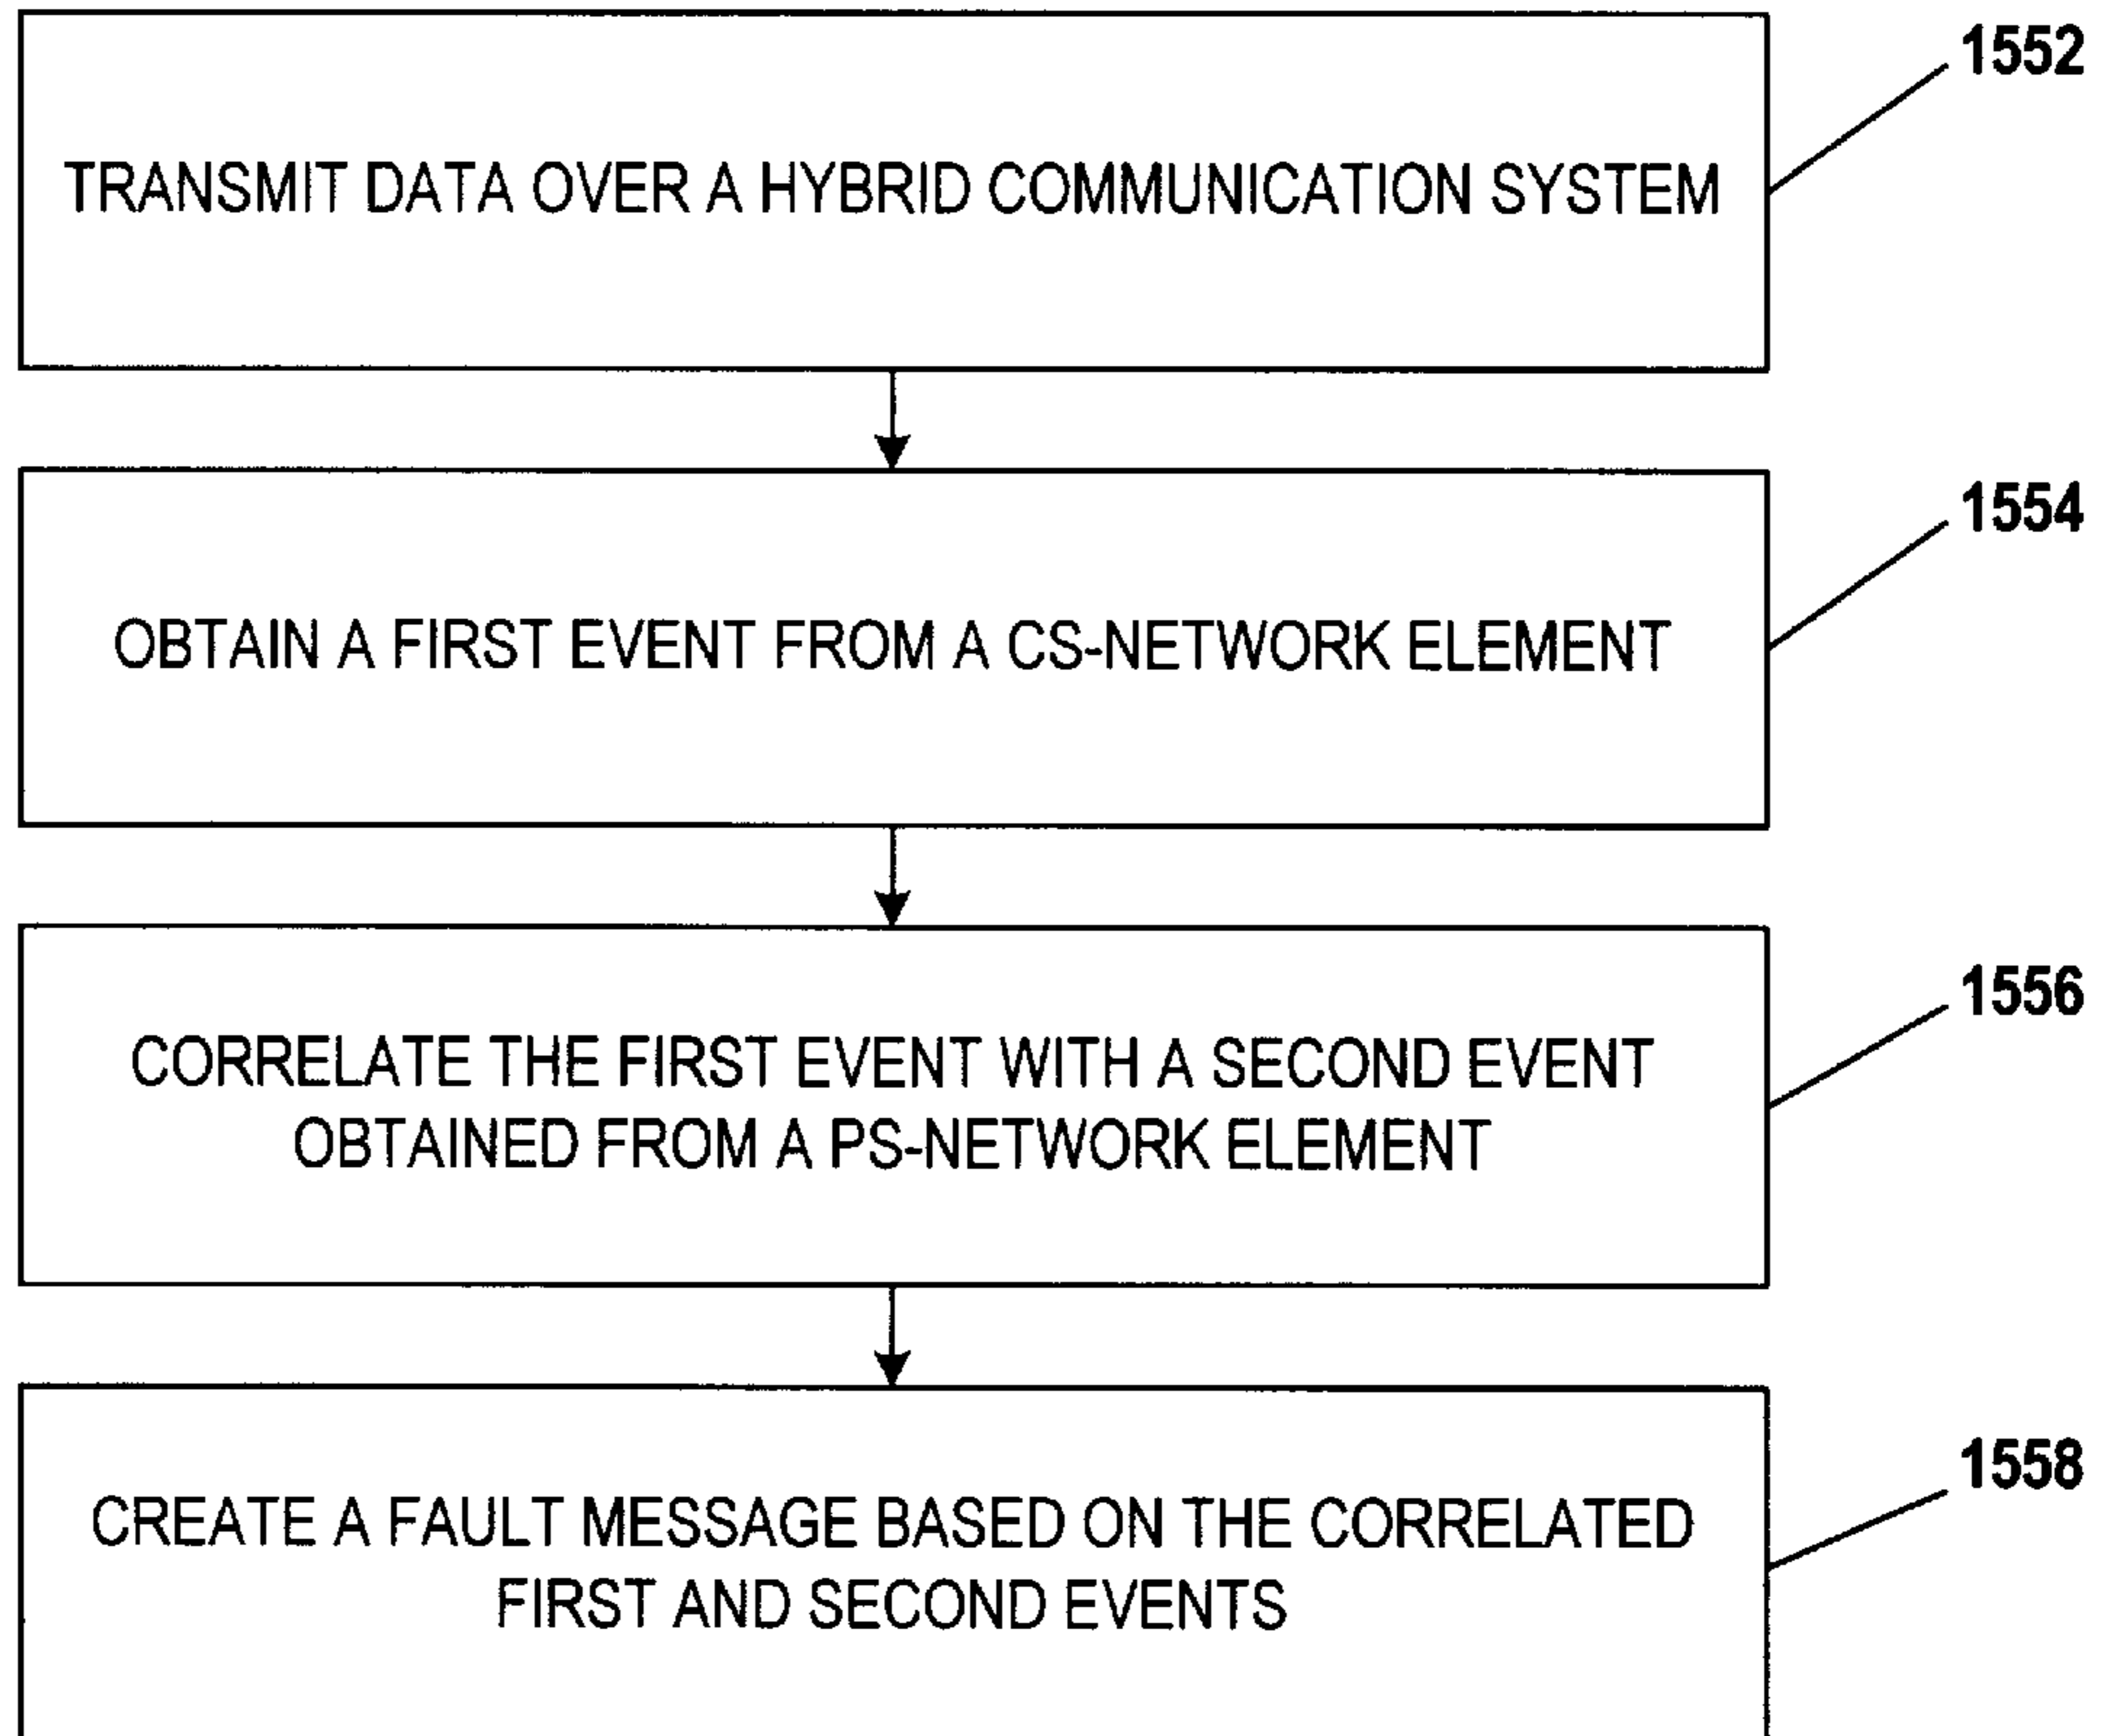 1552
TRANSMIT DATA OVER A HYBRID COMMUNICATION SYSTEM
1554
OBTAIN A FIRST EVENT FROM A CS-NETWORK ELEMENT
1556
CORRELATE THE FIRST EVENT WITH A SECOND EVENT
OBTAINED FROM A PS-NETWORK ELEMENT
1558
CREATE A FAULT MESSAGE BASED ON THE CORRELATED
FIRST AND SECOND EVENTS